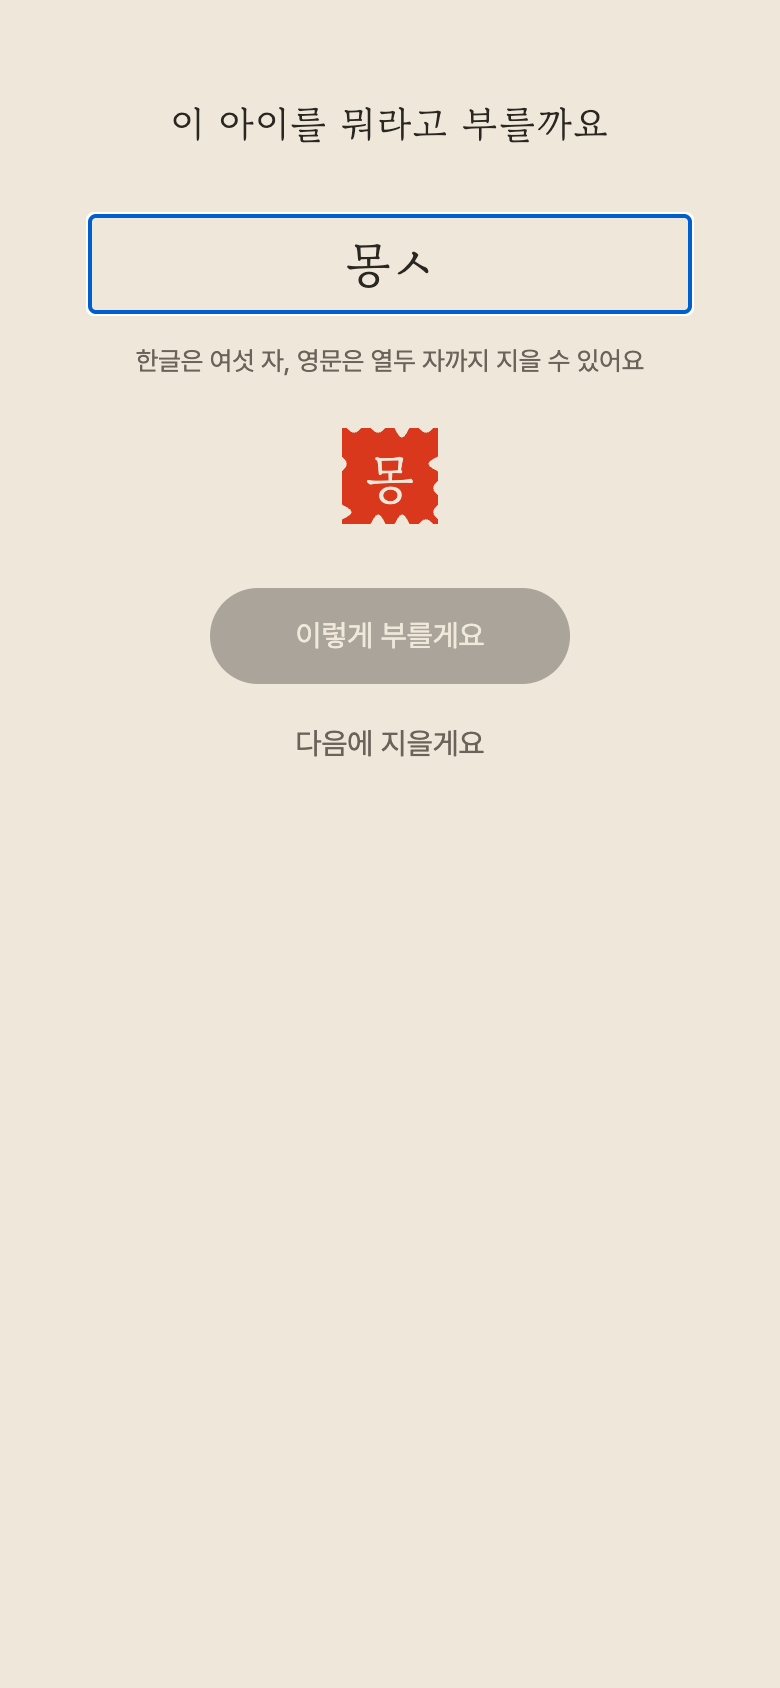 이 아이를 뭐라고 부를까요
몽ㅅ
한글은 여섯 자, 영문은 열두 자까지 지을 수 있어요
몽
이렇게 부를게요
다음에 지을게요